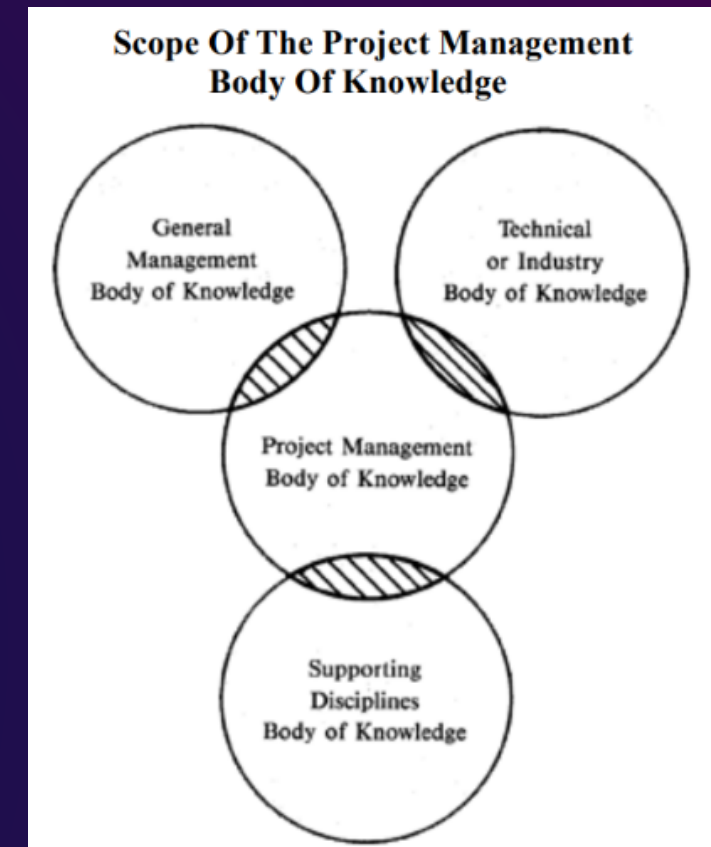 Scope Of The Project Management
Body Of Knowledge
General
Management
Body of Knowledge
Technical
or Industry
Body of Knowledge
Project Management
Body of Knowledge
Supporting
Disciplines
Body of Knowledge